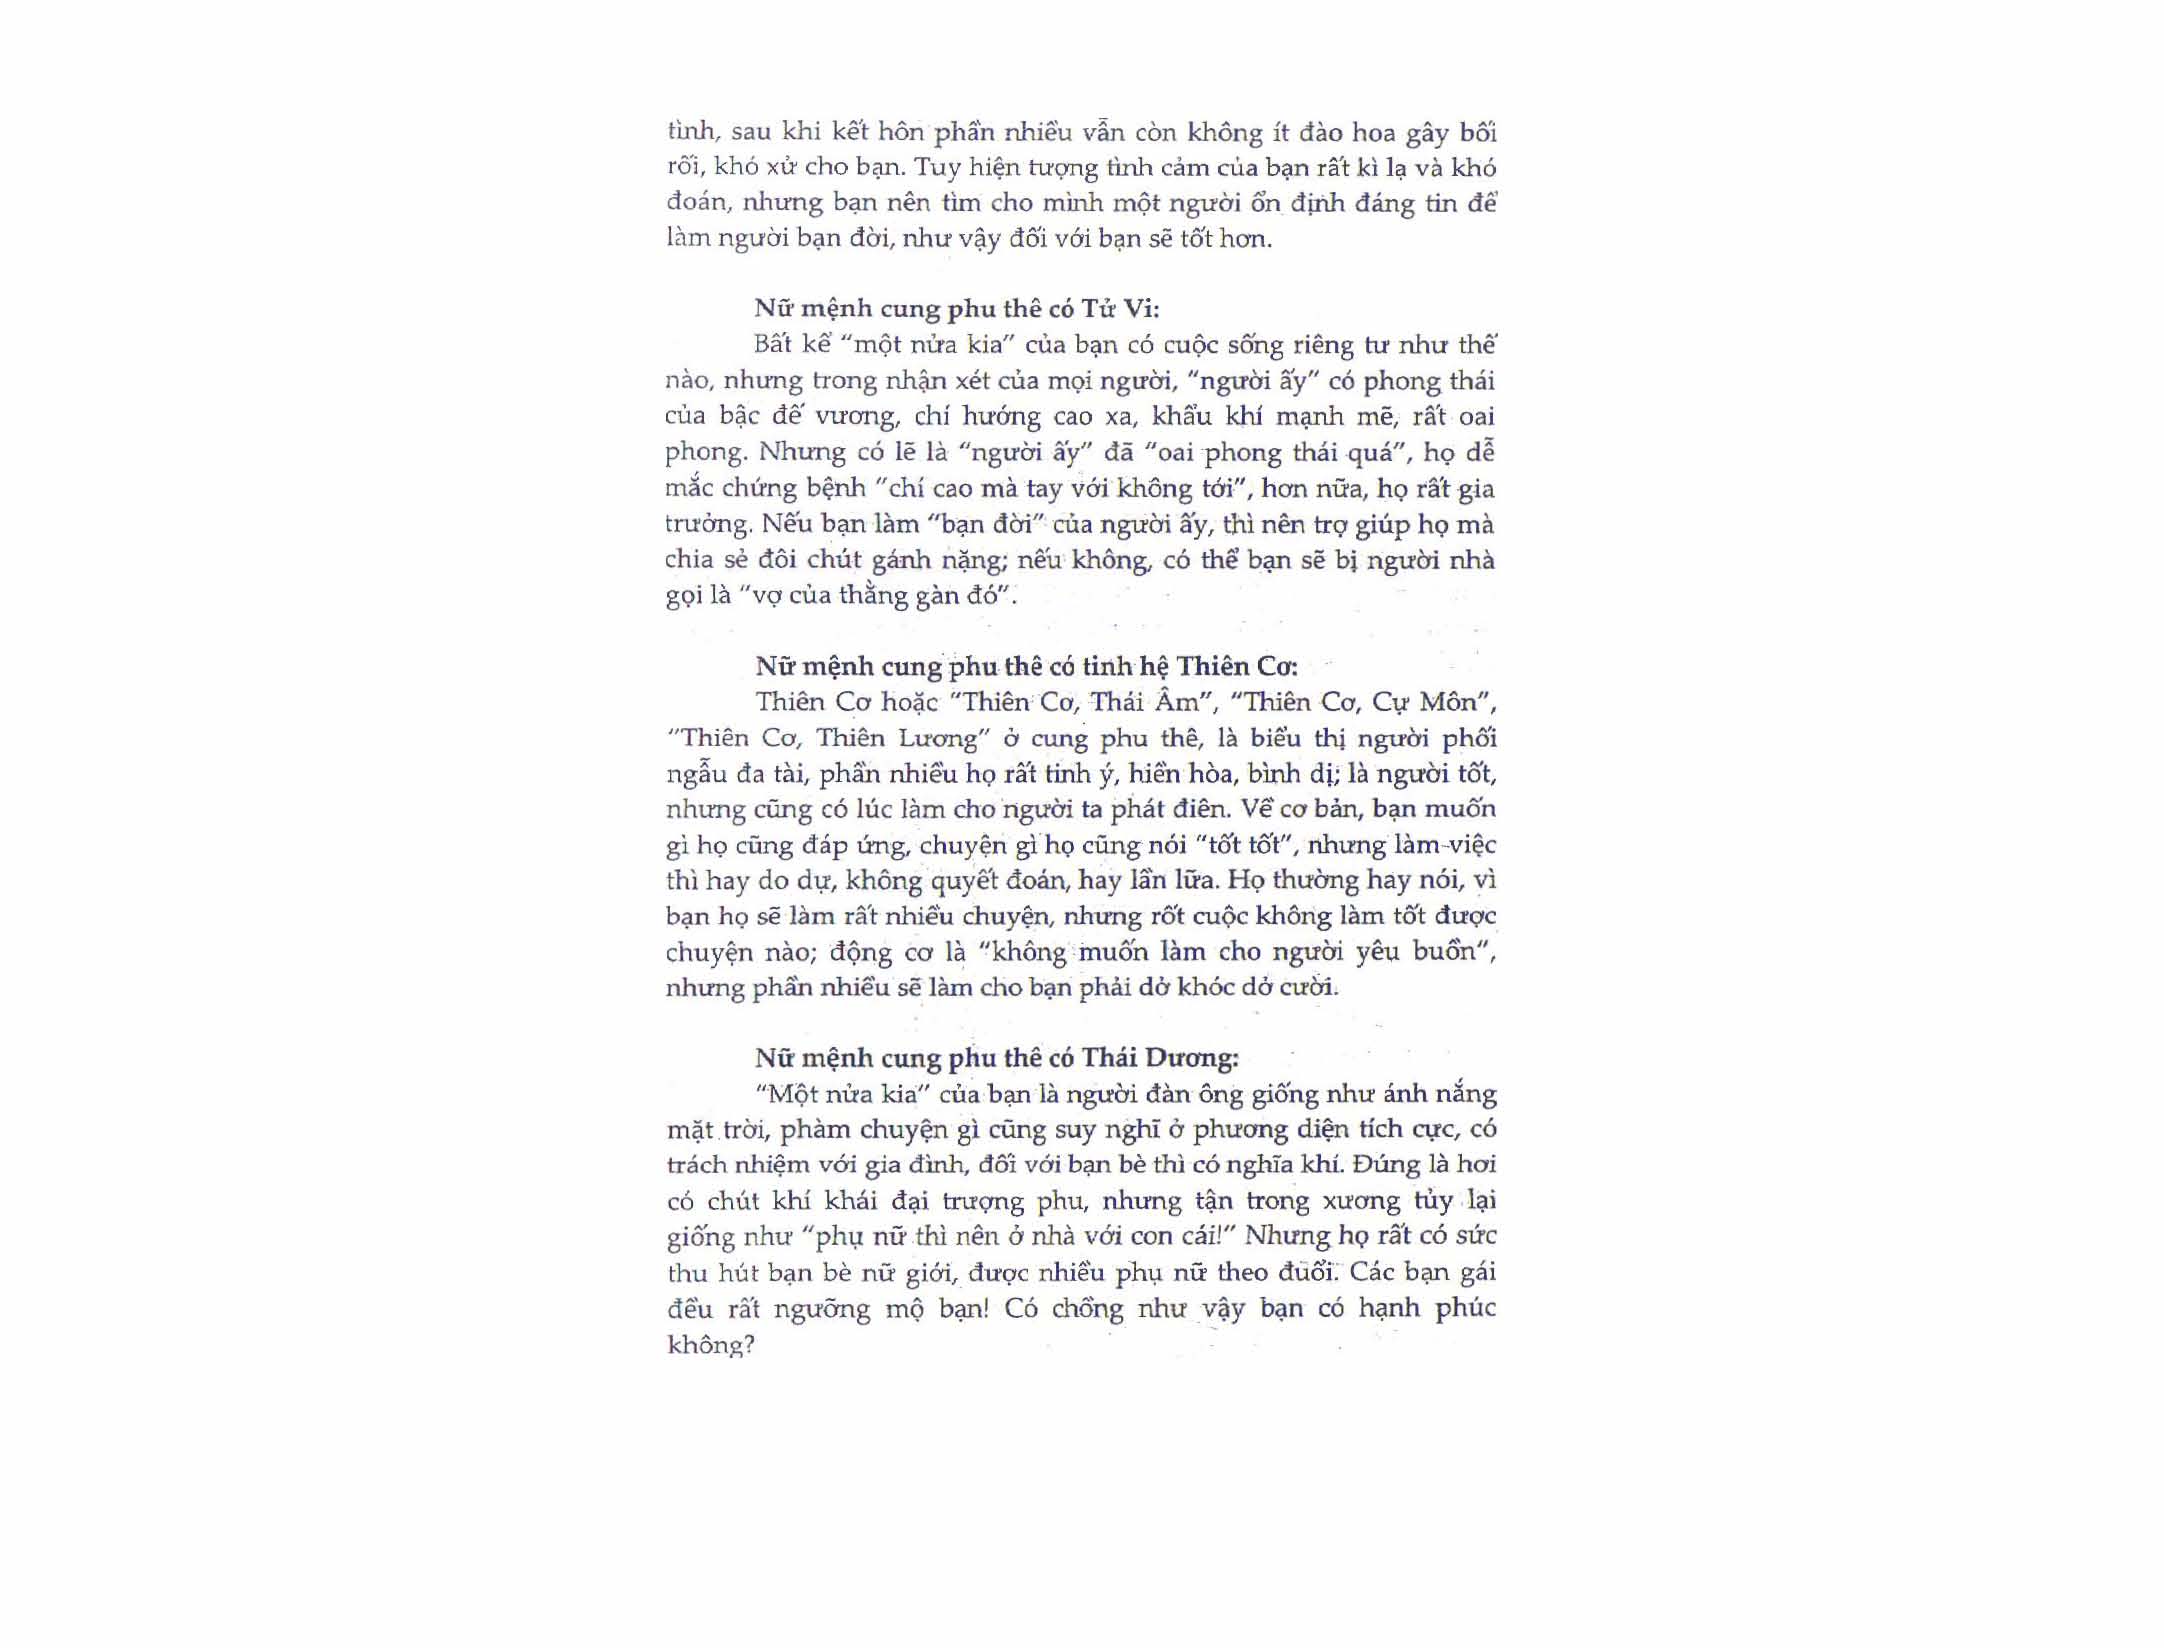 tình, sau khi kết hôn phần nhiều vẫn còn không ít đào hoa gây bối
rối, khó xử cho bạn. Tuy hiện tượng tình cảm của bạn rất kì lạ và khó
đoán, nhưng bạn nên tìm cho mình một người ổn định đáng tin để
làm người bạn đời, như vậy đối với bạn sẽ tốt hơn.
Nữ mệnh cung phu thê có Tử Vi:
Bất kể "một nửa kia" của bạn có cuộc sống riêng tư như thế
nào, nhưng trong nhận xét của mọi người, "người ấy" có phong thái
của bậc đế vương, chí hướng cao xa, khẩu khí mạnh mẽ, rất oai
phong. Nhưng có lẽ là "người ấy" đã "oai phong thái quá", họ dễ
mắc chứng bệnh "chí cao mà tay với không tới", hơn nữa, họ rất gia
trưởng. Nếu bạn làm "bạn đời" của người ấy, thì nên trợ giúp họ mà
chia sẻ đôi chút gánh nặng; nếu không, có thể bạn sẽ bị người nhà
gọi là "vợ của thằng gàn đó".
Nữ mệnh cung phu thê có tinh hệ Thiên Cơ:
Thiên Cơ hoặc "Thiên Cơ, Thái Âm", "Thiên Cơ, Cự Môn",
"Thiên Cơ, Thiên Lương" ở cung phu thê, là biểu thị người phối
ngẫu đa tài, phần nhiều họ rất tinh ý, hiền hòa, bình dị; là người tốt,
nhưng cũng có lúc làm cho người ta phát điên. Về cơ bản, bạn muốn
gì họ cũng đáp ứng, chuyện gì họ cũng nói "tốt tốt", nhưng làm việc
thì hay do dự, không quyết đoán, hay lần lữa. Họ thường hay nói, vì
bạn họ sẽ làm rất nhiều chuyện, nhưng rốt cuộc không làm tốt được
chuyện nào; động cơ là "không muốn làm cho người yêu buồn",
nhưng phần nhiều sẽ làm cho bạn phải dở khóc dở cười.
Nữ mệnh cung phu thê có Thái Dương:
"Một nửa kia" của bạn là người đàn ông giống như ánh nắng
mặt trời, phàm chuyện gì cũng suy nghĩ ở phương diện tích cực, có
trách nhiệm với gia đình, đối với bạn bè thì có nghĩa khí. Đúng là hơi
có chút khí khái đại trượng phu, nhưng tận trong xương tủy lại
giống như "phụ nữ thì nên ở nhà với con cái!" Nhưng họ rất có sức
thu hút bạn bè nữ giới, được nhiều phụ nữ theo đuổi. Các bạn gái
đều rất ngưỡng mộ bạn! Có chồng như vậy bạn có hạnh phúc
không?